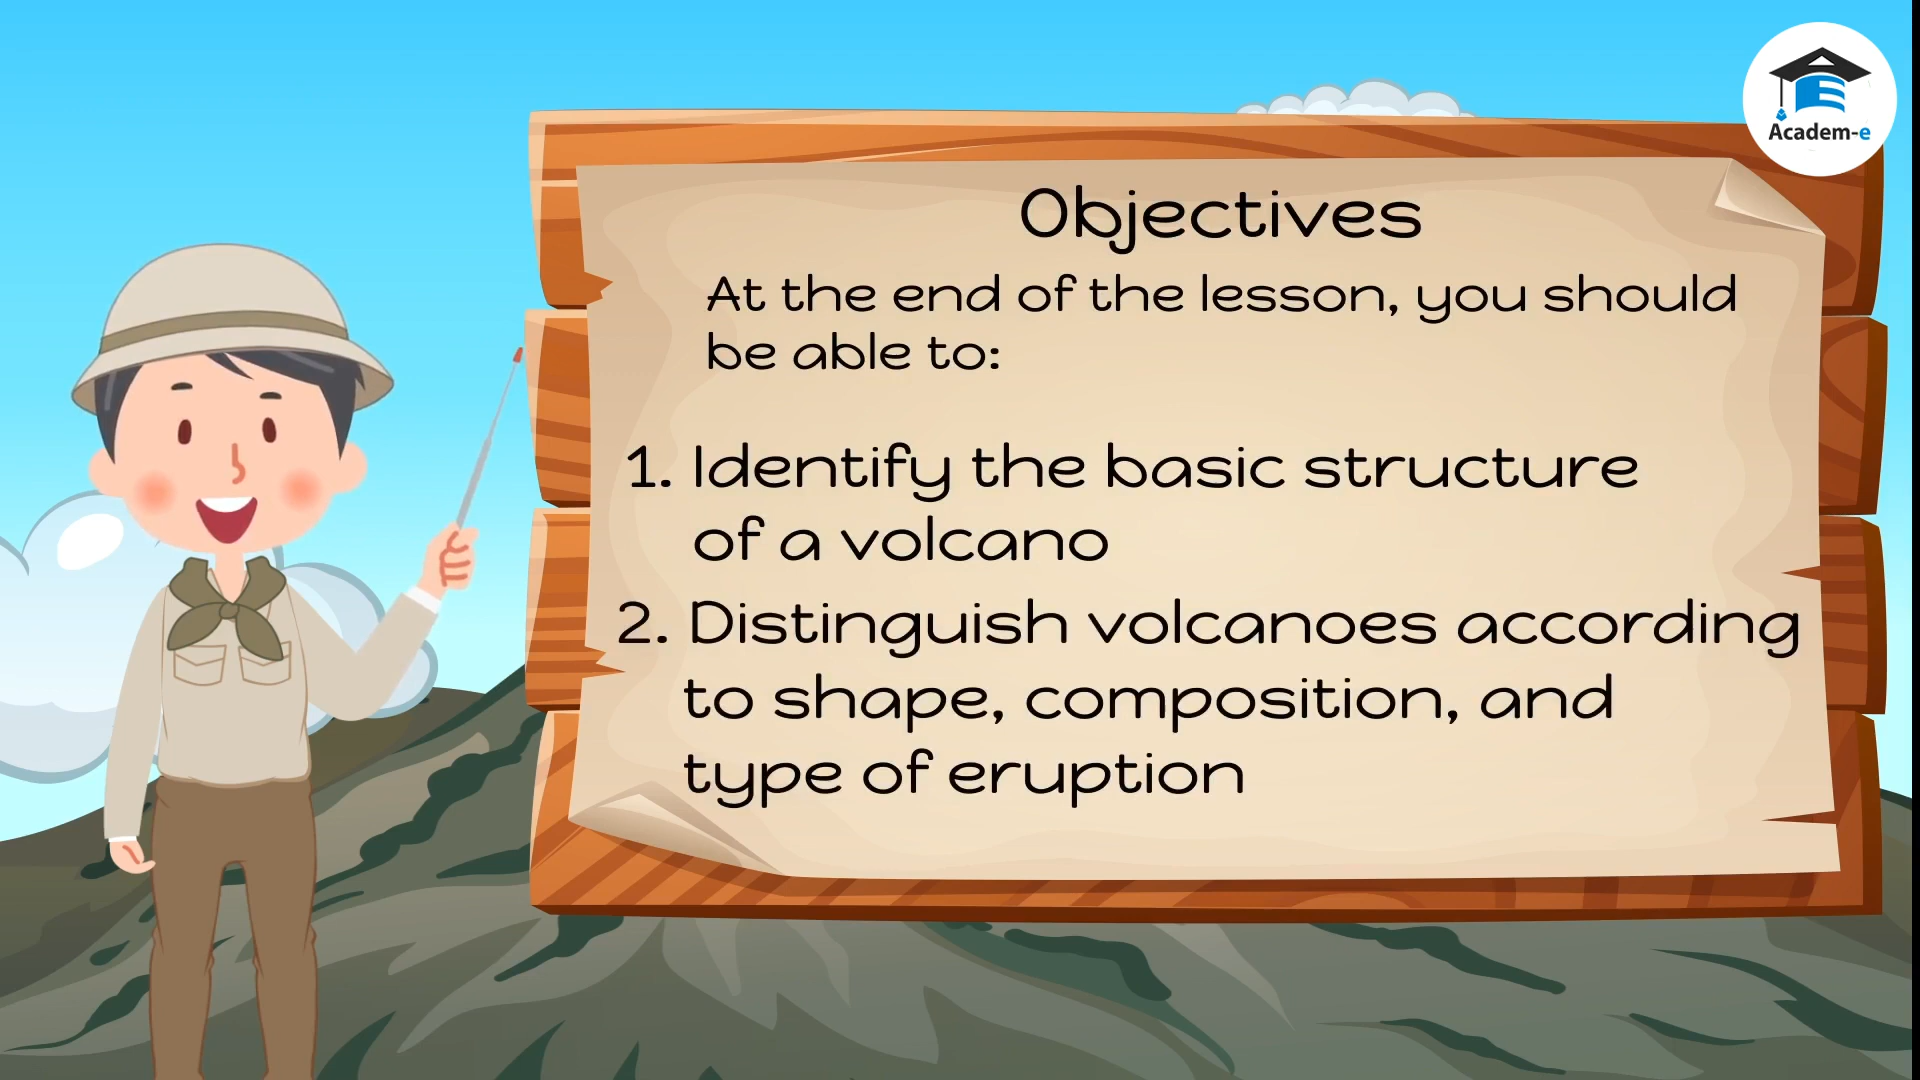 Academ-e
Objectives
At the end of the lesson, you should
be able to:
1. Identify the basic structure
of a volcano
2. Distinguish volcanoes according
to shape, composition, and
type of eruption